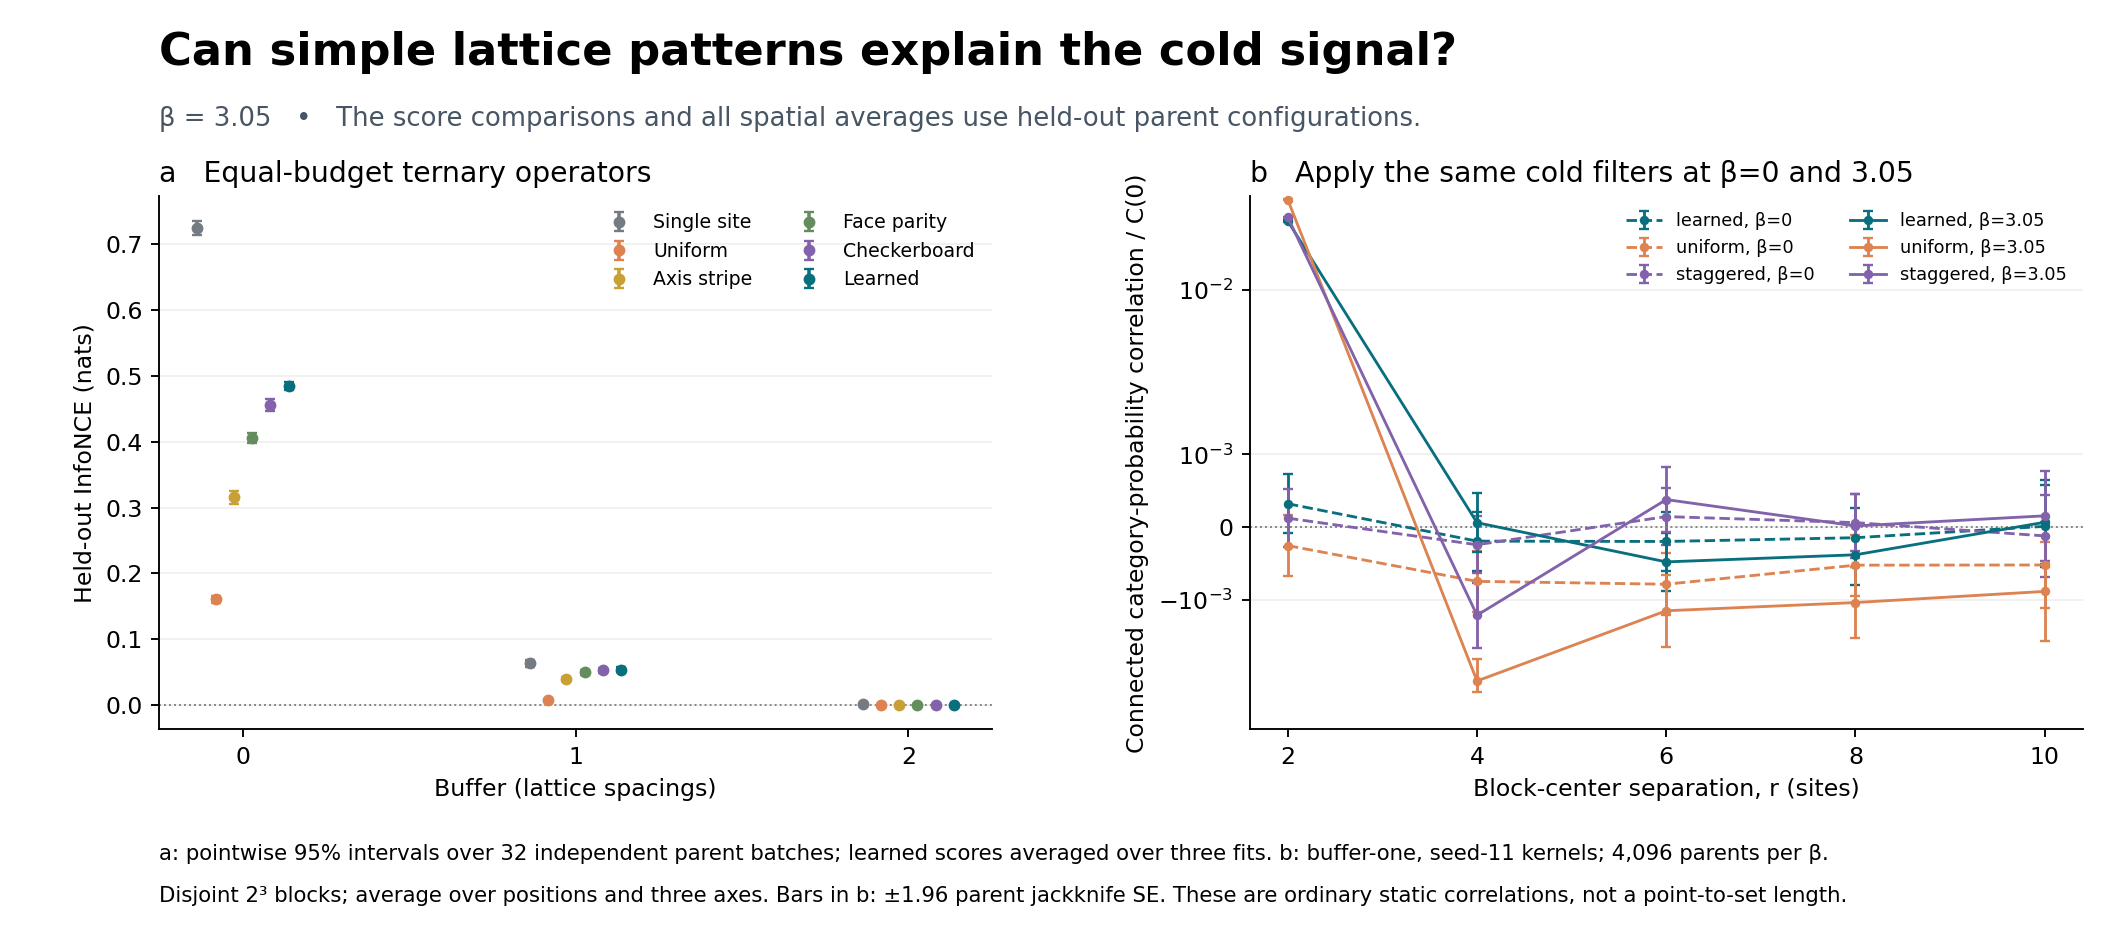 Can simple lattice patterns explain the cold signal?
β = 3.05 • The score comparisons and all spatial averages use held-out parent configurations.
a Equal-budget ternary operators
Held-out InfoNCE (nats)
0.7
0.6
0.5
0.4
0.3
0.2
0.1
0.0
Single site
Uniform
Axis stripe
Face parity
Checkerboard
Learned
0 1 2
Buffer (lattice spacings)
b Apply the same cold filters at β=0 and 3.05
Connected category-probability correlation / C(0)
10⁻²
10⁻³
0
−10⁻³
learned, β=0
uniform, β=0
staggered, β=0
learned, β=3.05
uniform, β=3.05
staggered, β=3.05
2 4 6 8 10
Block-center separation, r (sites)
a: pointwise 95% intervals over 32 independent parent batches; learned scores averaged over three fits. b: buffer-one, seed-11 kernels; 4,096 parents per β.
Disjoint 2³ blocks; average over positions and three axes. Bars in b: ±1.96 parent jackknife SE. These are ordinary static correlations, not a point-to-set length.